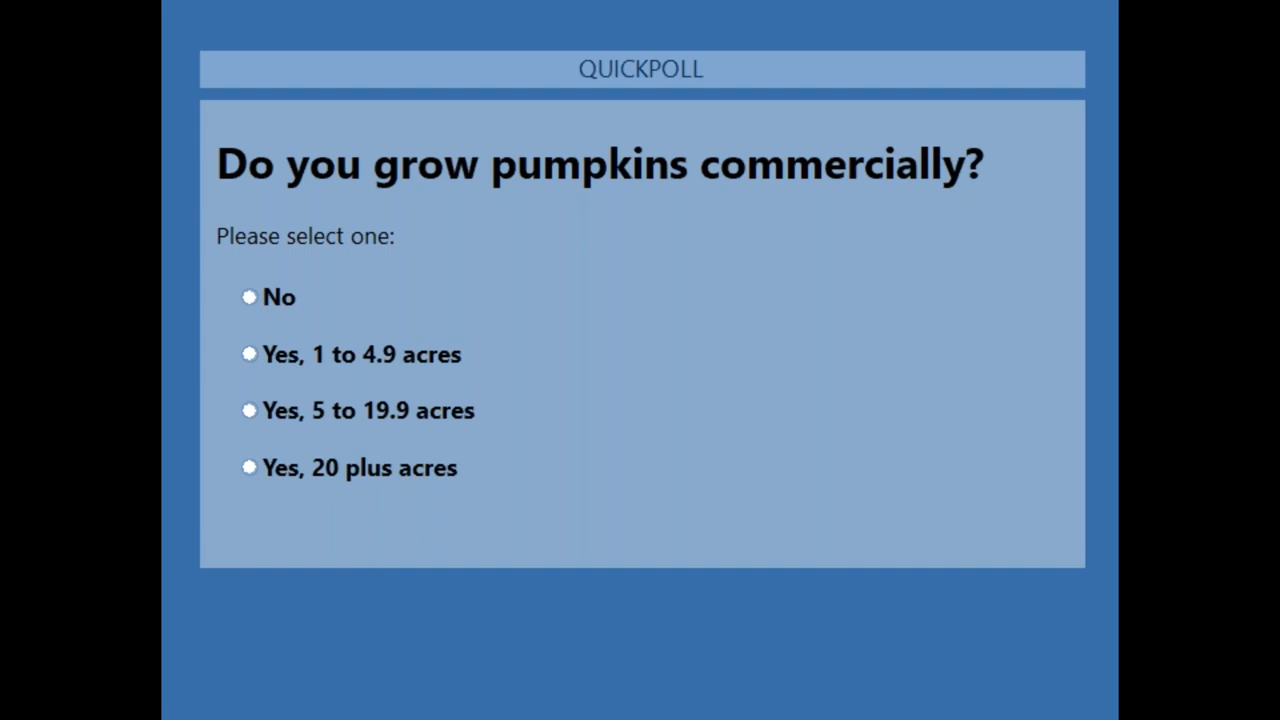 QUICKPOLL
Do you grow pumpkins commercially?
Please select one:
No
Yes, 1 to 4.9 acres
Yes, 5 to 19.9 acres
Yes, 20 plus acres